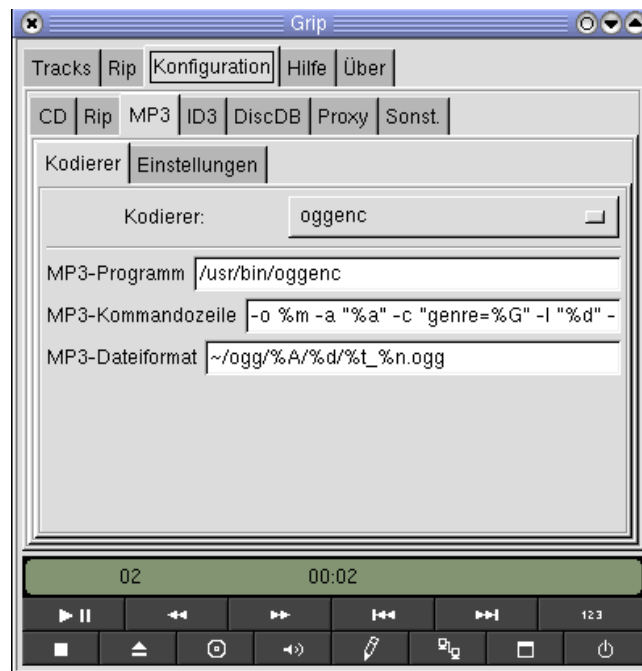 Grip
Tracks Rip Konfiguration Hilfe Über
CD Rip MP3 ID3 DiscDB Proxy Sonst.
Kodierer Einstellungen
Kodierer: oggenc
MP3-Programm /usr/bin/oggenc
MP3-Kommandozeile -o %m -a "%a" -c "genre=%G" -l "%d" -
MP3-Dateiformat ~/ogg/%A/%d/%t_%n.ogg
02 00:02
123